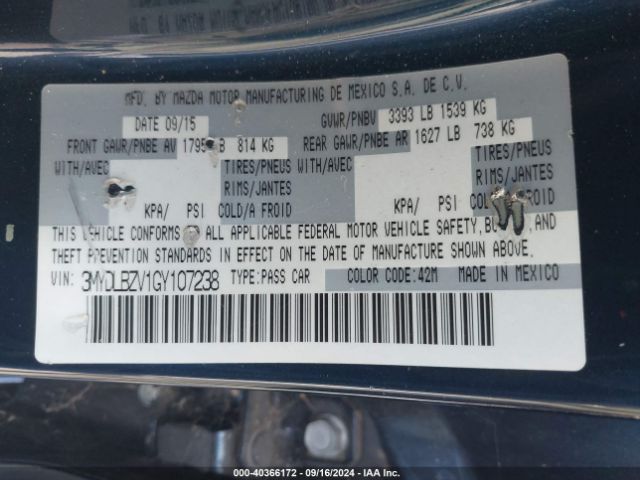 MFD. BY MAZDA MOTOR MANUFACTURING DE MEXICO S.A. DE C.V.
DATE 09/15 GVWR/PNBV 3393 LB 1539 KG
FRONT GAWR/PNBE AV 1795 B 814 KG REAR GAWR/PNBE AR 1627 LB 738 KG
WITH/AVEC TIRES/PNEUS WITH/AVEC TIRES/PNEUS
RIMS/JANTES RIMS/JANTES
KPA/ PSI COLD/A FROID KPA/ PSI FROID
THIS VEHICLE CONFORMS TO ALL APPLICABLE FEDERAL MOTOR VEHICLE SAFETY, AND
THEFT PREVENTION STANDARDS IN EFFECT ON THE DATE OF MANUFACTURE SHOWN ABOVE.
VIN: 3MYDLBZV1GY107238 TYPE:PASS CAR COLOR CODE:42M MADE IN MEXICO
000-40366172 - 09/16/2024 - IAA Inc.